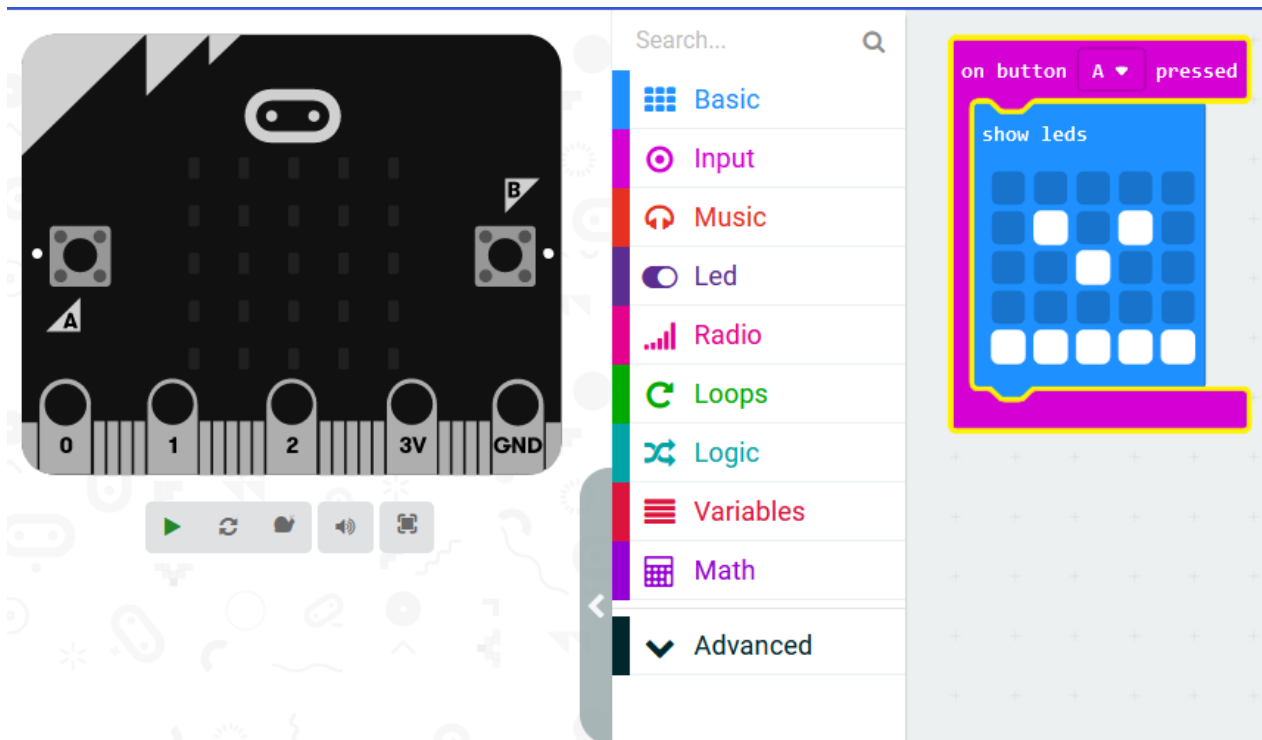 B
A
0 1 2 3V GND
Search...
Basic
Input
Music
Led
Radio
Loops
Logic
Variables
Math
Advanced
on button A pressed
show leds